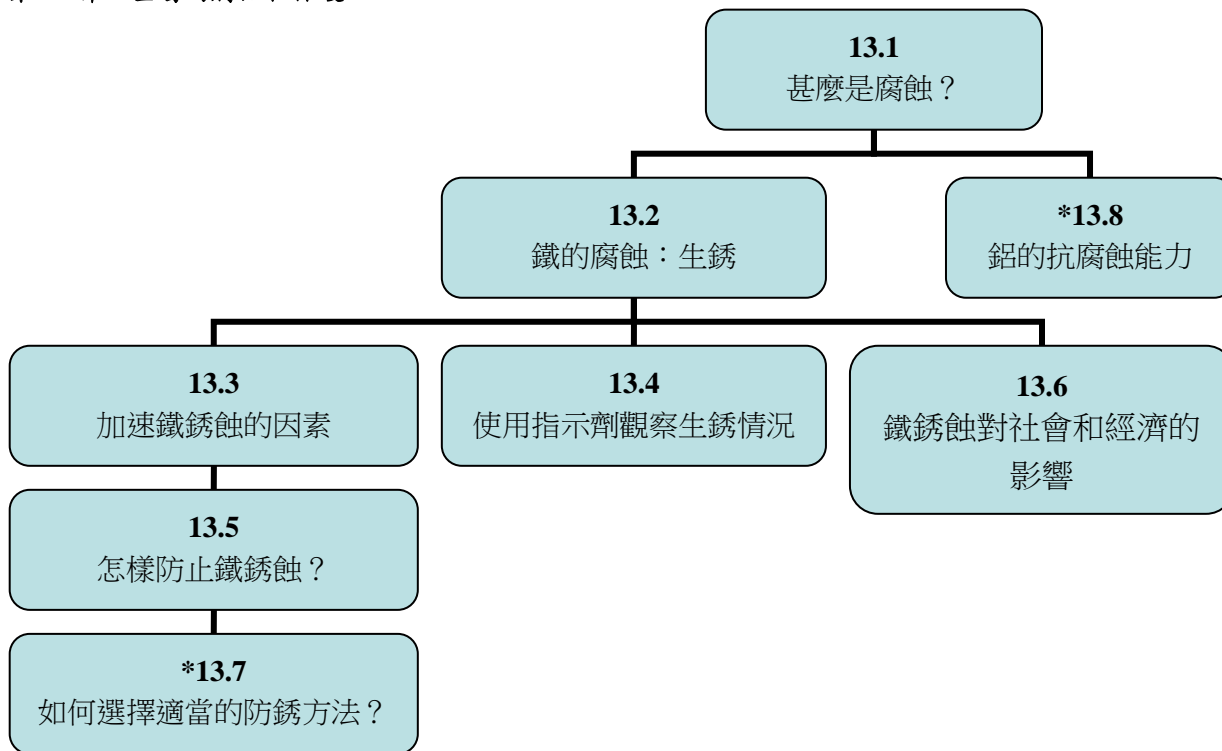 13.1
甚麼是腐蝕？
13.2
鐵的腐蝕：生銹
*13.8
鋁的抗腐蝕能力
13.3
加速鐵銹蝕的因素
13.4
使用指示劑觀察生銹情況
13.6
鐵銹蝕對社會和經濟的
影響
13.5
怎樣防止鐵銹蝕？
*13.7
如何選擇適當的防銹方法？